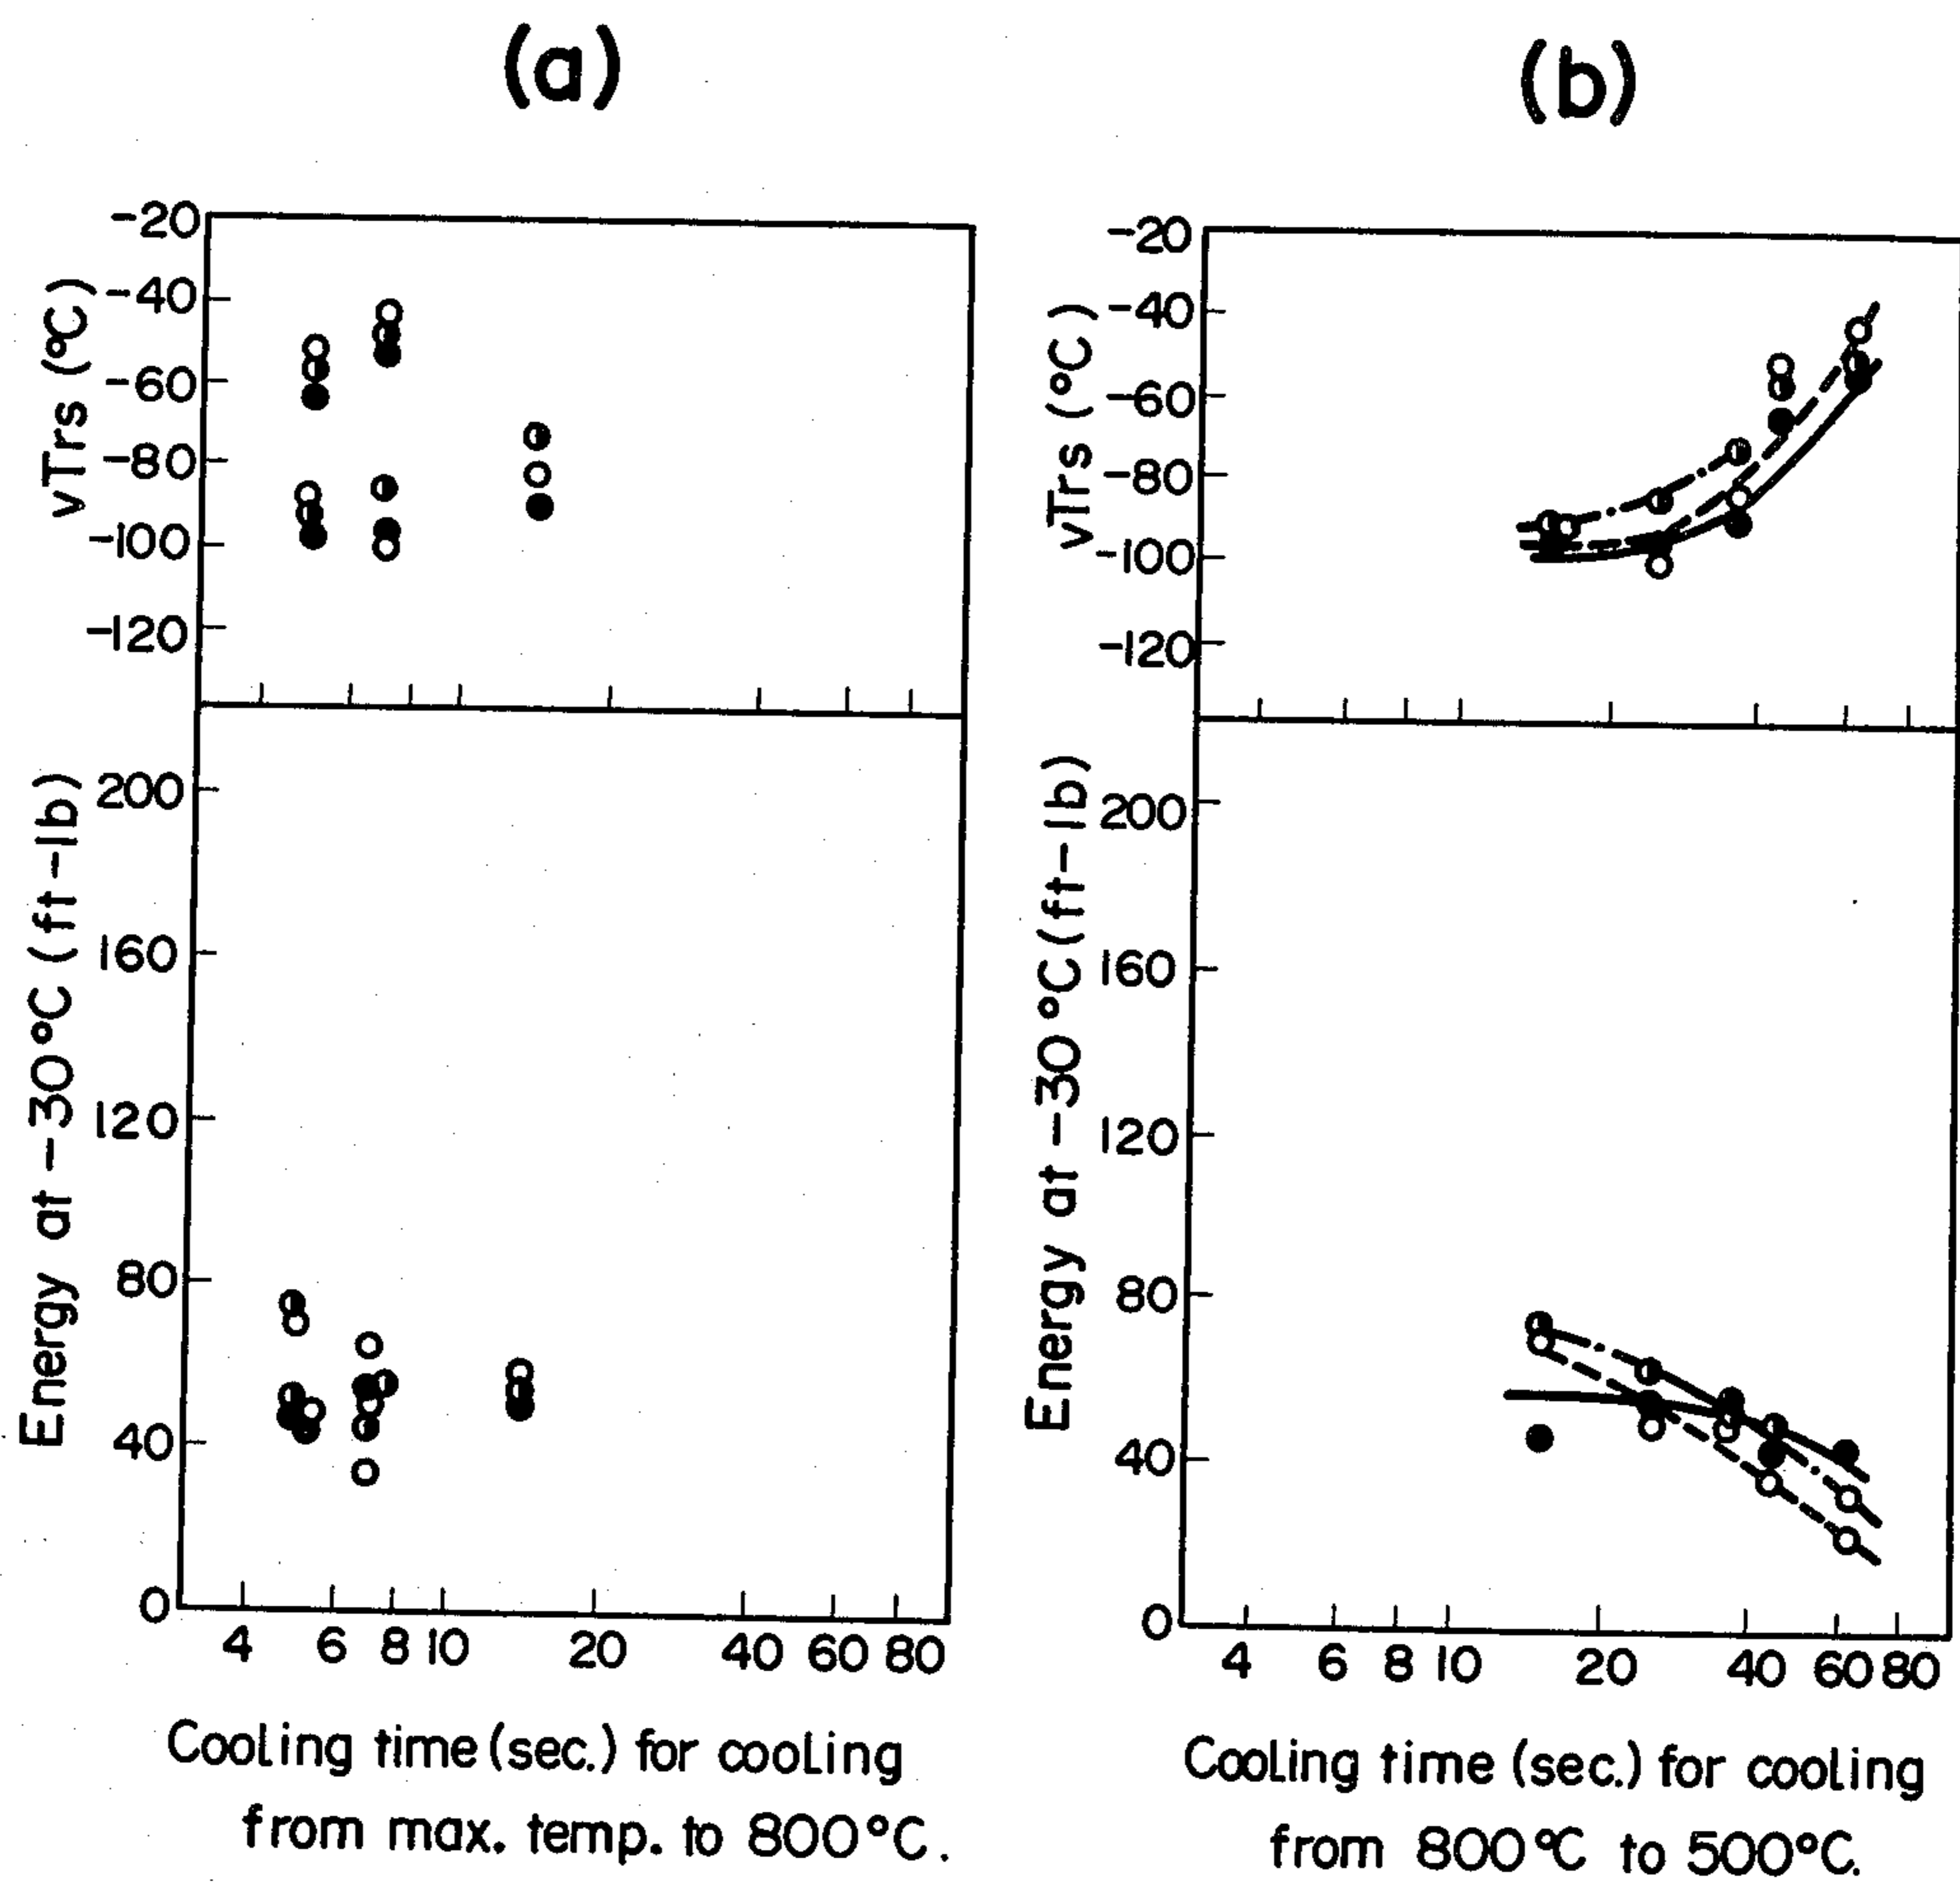 (a)
-20
-40
-60
-80
-100
-120
vTrs (°C)
200
160
120
80
40
0
Energy at -30°C (ft-lb)
4 6 8 10 20 40 60 80
Cooling time (sec.) for cooling
from max. temp. to 800°C.
(b)
-20
-40
-60
-80
-100
-120
vTrs (°C)
200
160
120
80
40
0
Energy at -30°C (ft-lb)
4 6 8 10 20 40 60 80
Cooling time (sec.) for cooling
from 800°C to 500°C.